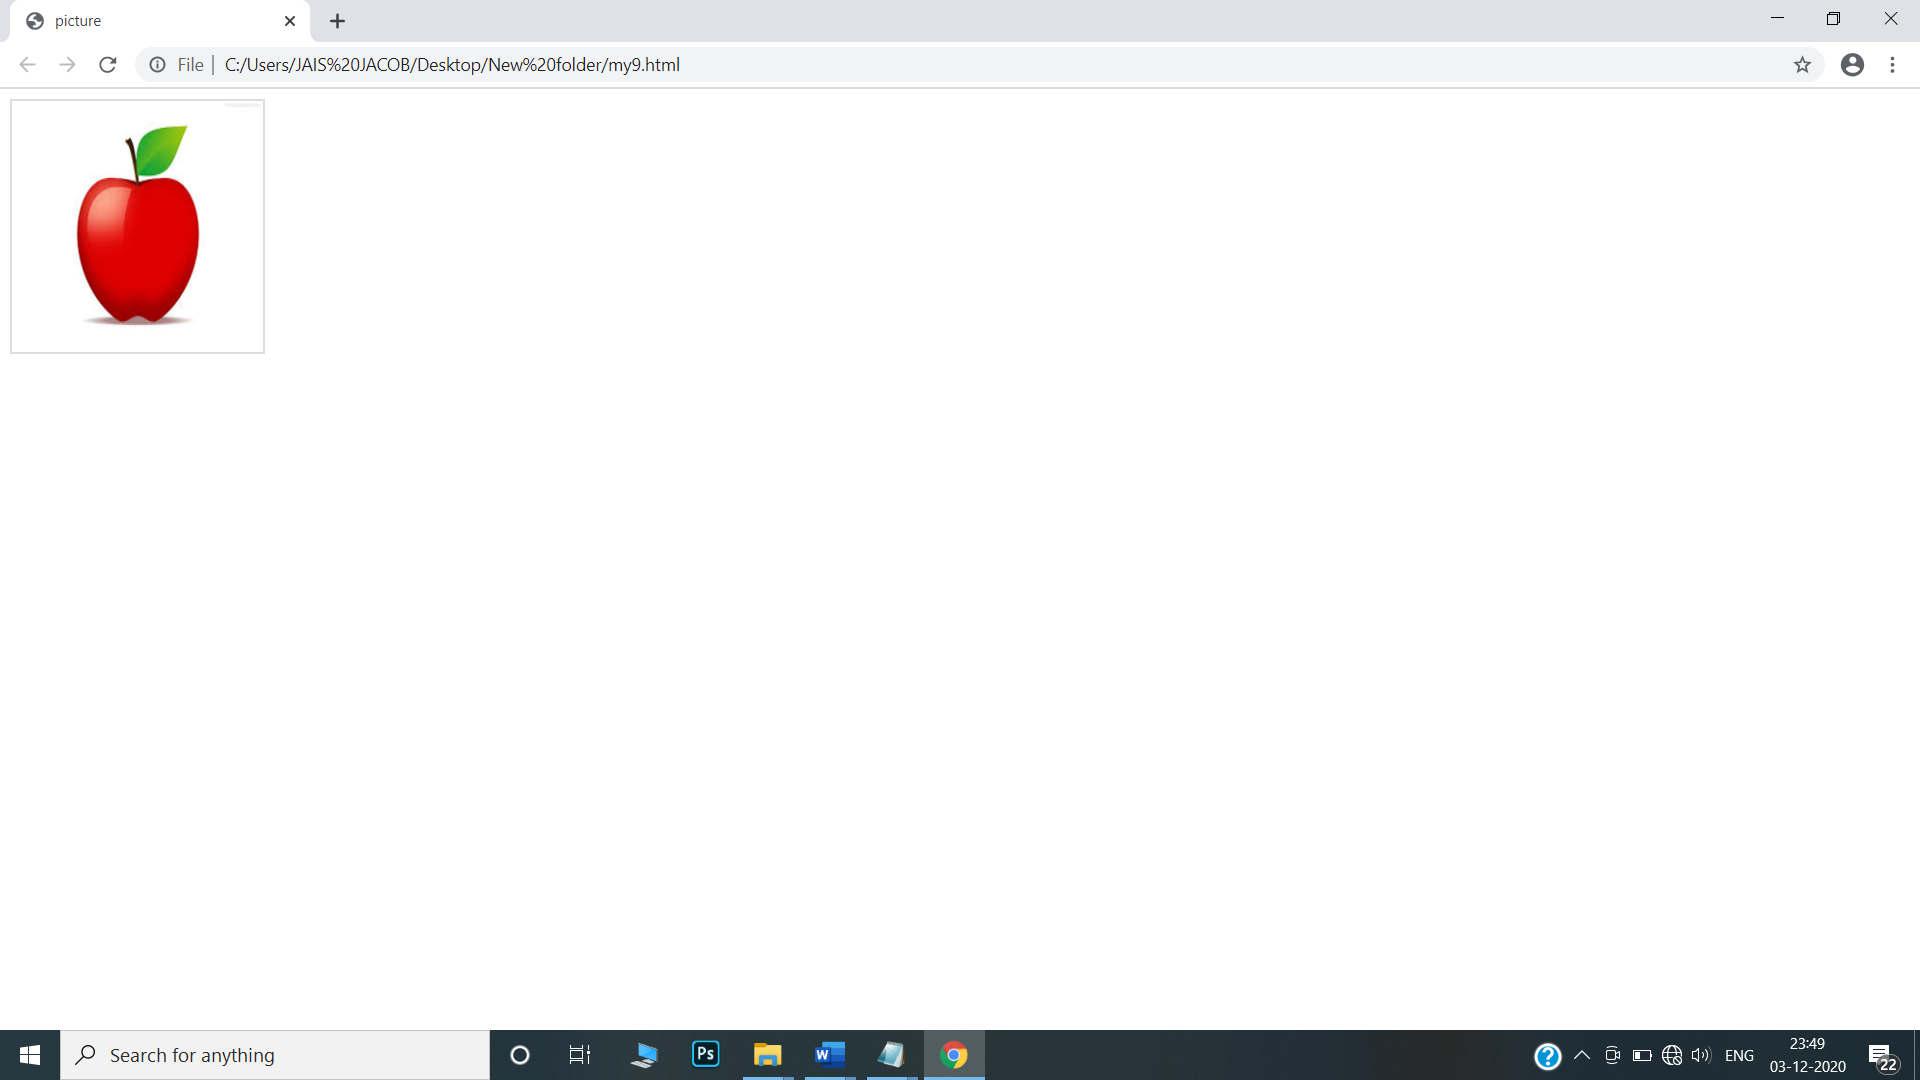 picture
File | C:/Users/JAIS%20JACOB/Desktop/New%20folder/my9.html
Search for anything
Ps
W
?
ENG
23:49
03-12-2020
22